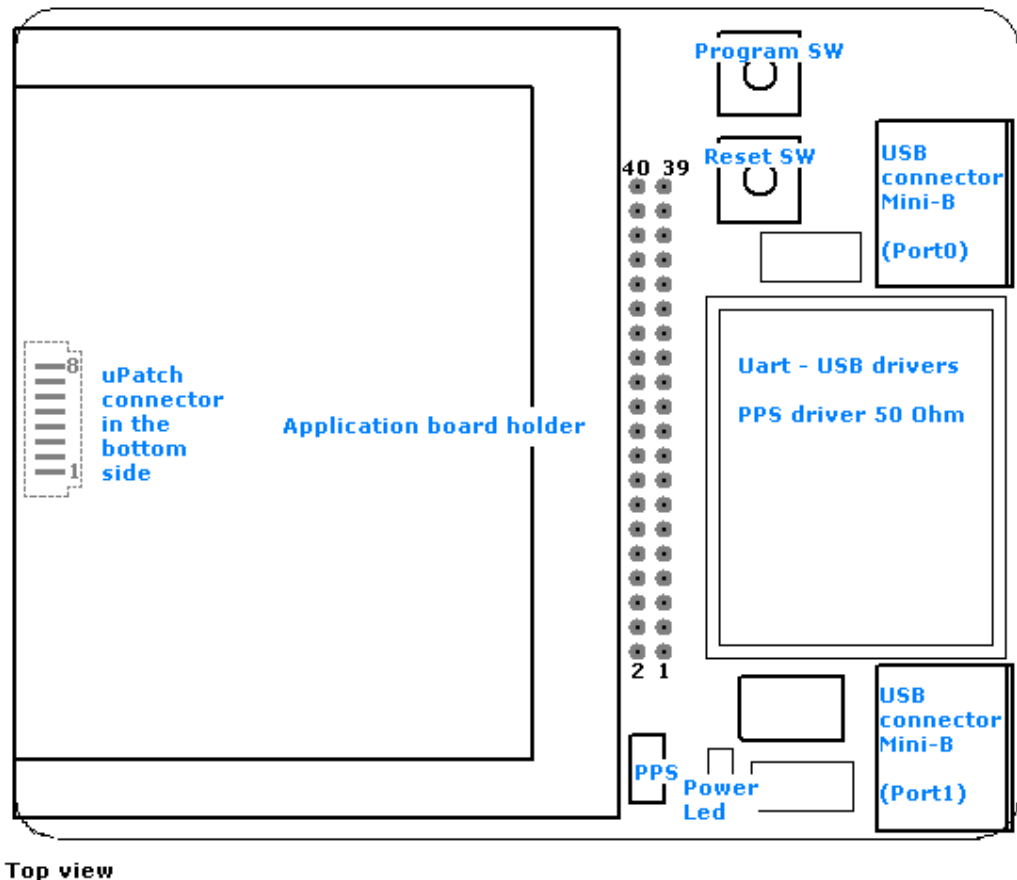 Program SW
Reset SW
40 39
USB
connector
Mini-B
(Port0)
8
uPatch
connector
in the
bottom
side
1
Application board holder
Uart - USB drivers
PPS driver 50 Ohm
2 1
USB
connector
Mini-B
(Port1)
PPS
Power
Led
Top view